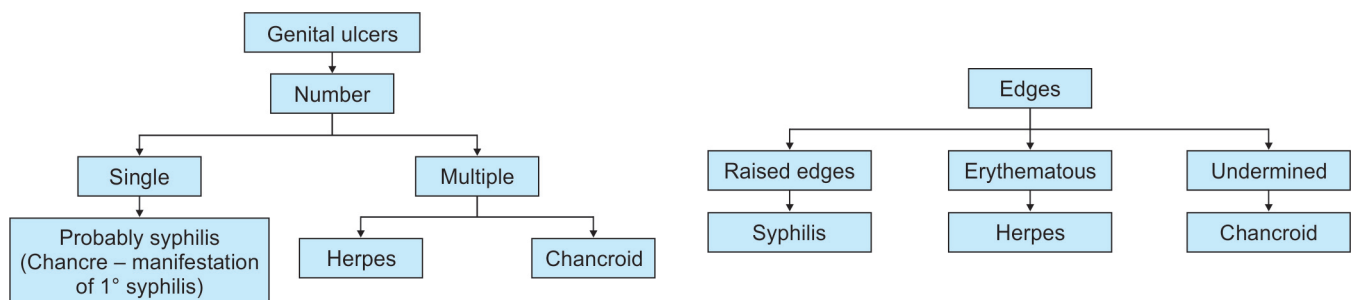 Genital ulcers
Number
Single
Multiple
Probably syphilis
(Chancre – manifestation
of 1° syphilis)
Herpes
Chancroid
Edges
Raised edges
Erythematous
Undermined
Syphilis
Herpes
Chancroid